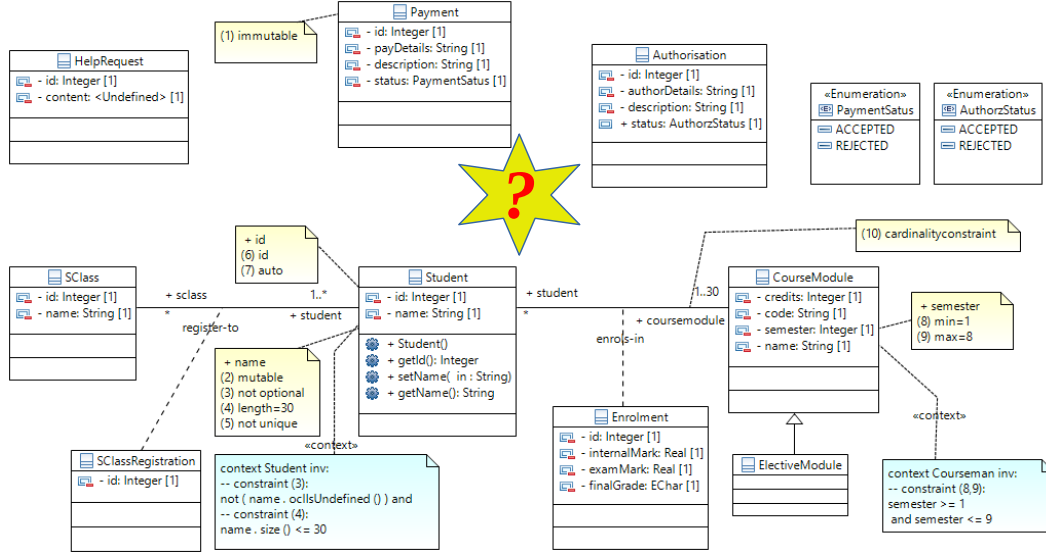 Payment
- id: Integer [1]
- payDetails: String [1]
- description: String [1]
- status: PaymentSatus [1]
(1) immutable
HelpRequest
- id: Integer [1]
- content: <Undefined> [1]
Authorisation
- id: Integer [1]
- authorDetails: String [1]
- description: String [1]
+ status: AuthorzStatus [1]
«Enumeration»
PaymentSatus
ACCEPTED
REJECTED
«Enumeration»
AuthorzStatus
ACCEPTED
REJECTED
?
+ id
(6) id
(7) auto
(10) cardinalityconstraint
SClass
- id: Integer [1]
- name: String [1]
+ sclass
*
register-to
1..*
+ student
Student
- id: Integer [1]
- name: String [1]
+ Student()
+ getId(): Integer
+ setName( in : String)
+ getName(): String
+ student
*
enrols-in
1..30
+ coursemodule
CourseModule
- credits: Integer [1]
- code: String [1]
- semester: Integer [1]
- name: String [1]
+ semester
(8) min=1
(9) max=8
+ name
(2) mutable
(3) not optional
(4) length=30
(5) not unique
«context»
«context»
SClassRegistration
- id: Integer [1]
context Student inv:
-- constraint (3):
not ( name . oclIsUndefined () ) and
-- constraint (4):
name . size () <= 30
Enrolment
- id: Integer [1]
- internalMark: Real [1]
- examMark: Real [1]
- finalGrade: EChar [1]
ElectiveModule
context Courseman inv:
-- constraint (8,9):
semester >= 1
and semester <= 9